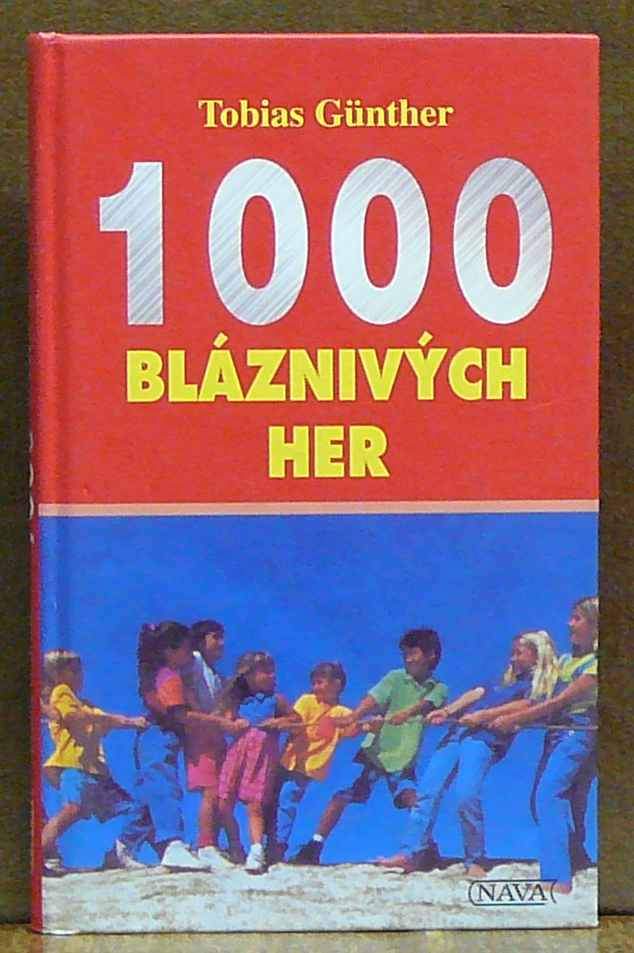 Tobias Günther
1000
BLÁZNIVÝCH
HER
NAVA